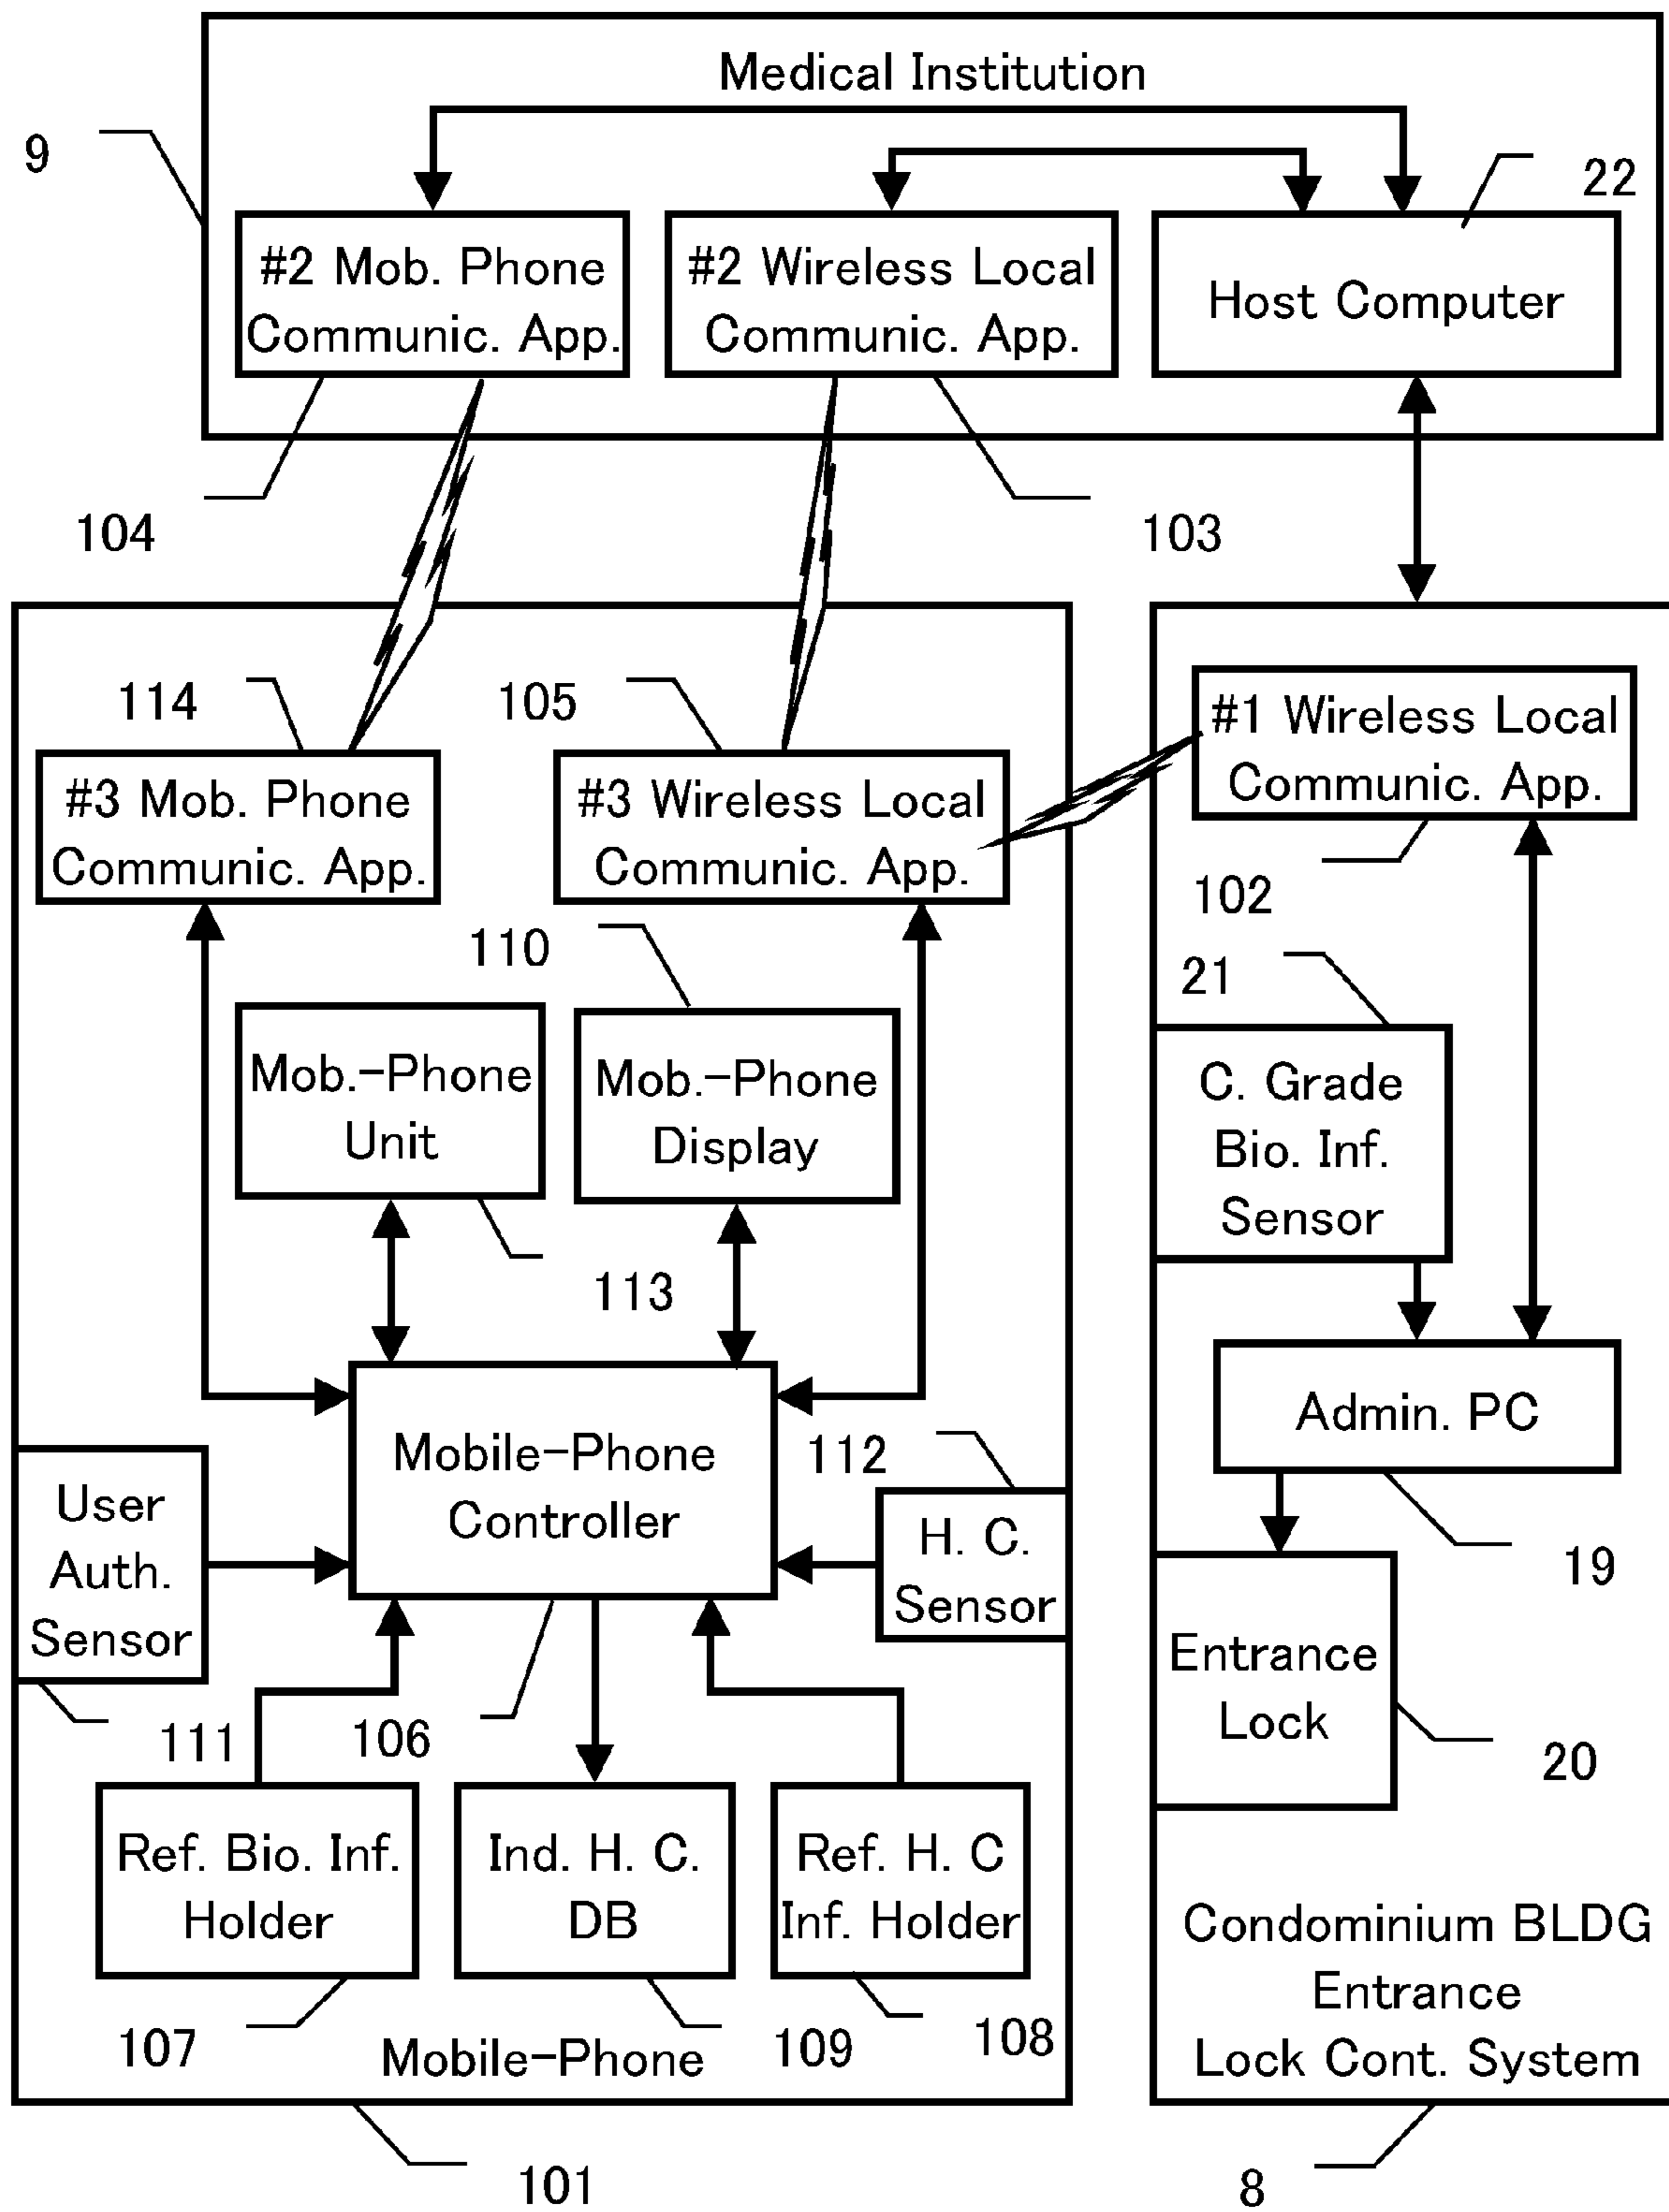 Medical Institution
9
22
#2 Mob. Phone
Communic. App.
#2 Wireless Local
Communic. App.
Host Computer
104
103
114
105
#3 Mob. Phone
Communic. App.
#3 Wireless Local
Communic. App.
#1 Wireless Local
Communic. App.
102
110
21
Mob.-Phone
Unit
Mob.-Phone
Display
C. Grade
Bio. Inf.
Sensor
113
Admin. PC
Mobile-Phone
Controller
112
User
Auth.
Sensor
H. C.
Sensor
19
Entrance
Lock
111
106
20
Ref. Bio. Inf.
Holder
Ind. H. C.
DB
Ref. H. C
Inf. Holder
107
109
108
Mobile-Phone
Condominium BLDG
Entrance
Lock Cont. System
101
8